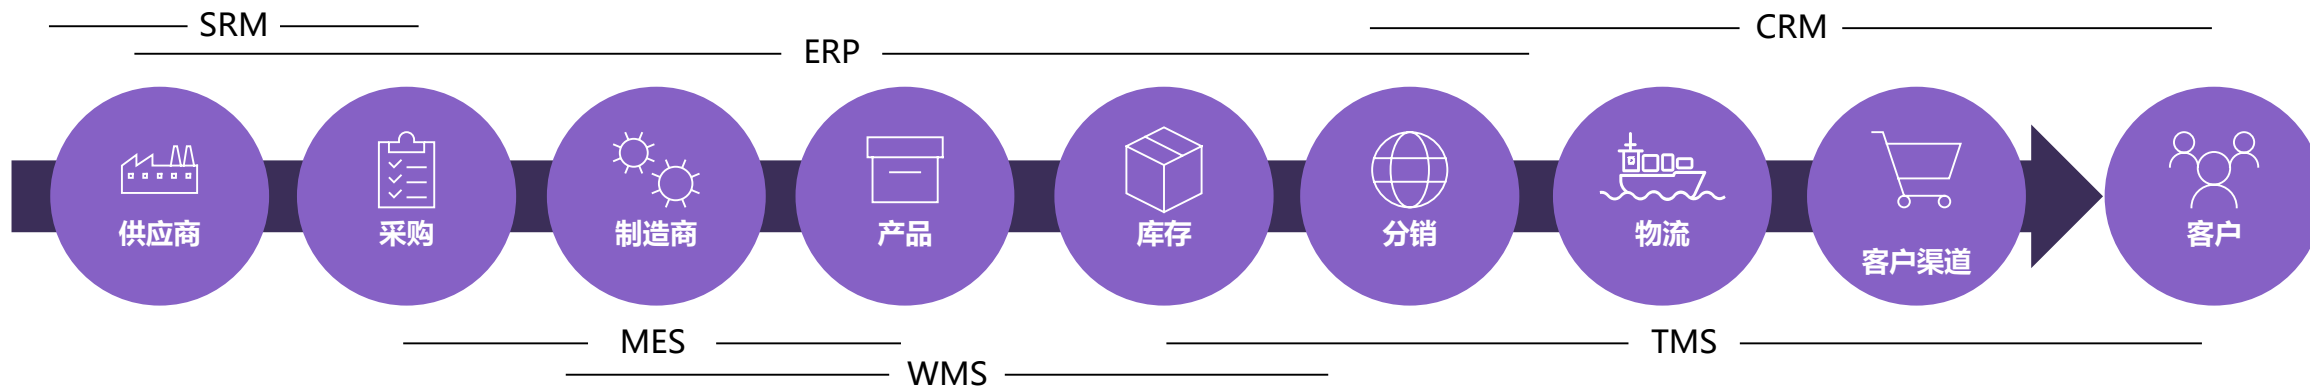 SRM
CRM
ERP
供应商
采购
制造商
产品
库存
分销
物流
客户渠道
客户
MES
TMS
WMS